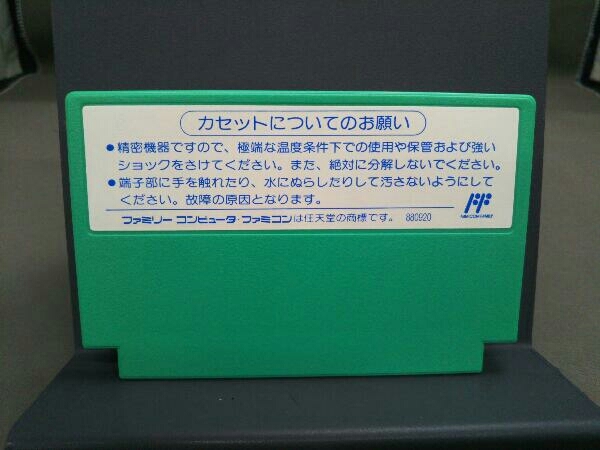 カセットについてのお願い
●精密機器ですので、極端な温度条件下での使用や保管および強い
ショックをさけてください。また、絶対に分解しないでください。
●端子部に手を触れたり、水にぬらしたりして汚さないようにして
ください。故障の原因となります。
ファミリーコンピュータ・ファミコンは任天堂の商標です。 880920